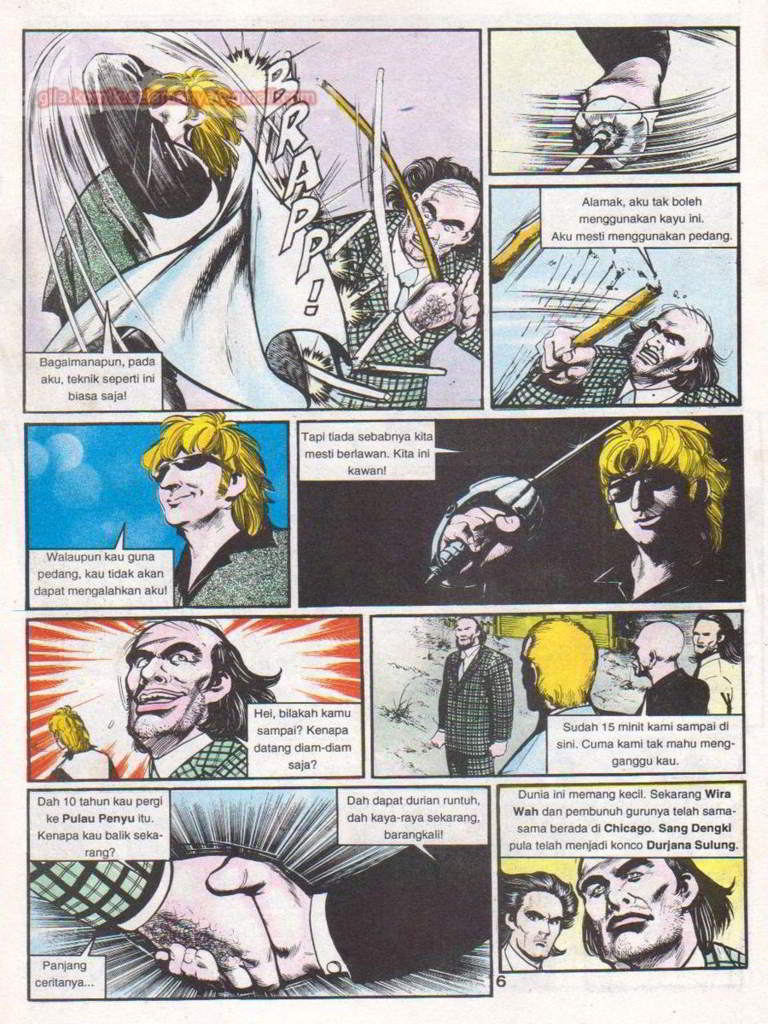 BRAPP!
Bagaimanapun, pada
aku, teknik seperti ini
biasa saja!
Alamak, aku tak boleh
menggunakan kayu ini.
Aku mesti menggunakan pedang.
Walaupun kau guna
pedang, kau tidak akan
dapat mengalahkan aku!
Tapi tiada sebabnya kita
mesti berlawan. Kita ini
kawan!
Hei, bilakah kamu
sampai? Kenapa
datang diam-diam
saja?
Sudah 15 minit kami sampai di
sini. Cuma kami tak mahu meng-
ganggu kau.
Dah 10 tahun kau pergi
ke Pulau Penyu itu.
Kenapa kau balik seka-
rang?
Dah dapat durian runtuh,
dah kaya-raya sekarang,
barangkali!
Panjang
ceritanya...
Dunia ini memang kecil. Sekarang Wira
Wah dan pembunuh gurunya telah sama-
sama berada di Chicago. Sang Dengki
pula telah menjadi konco Durjana Sulung.
6